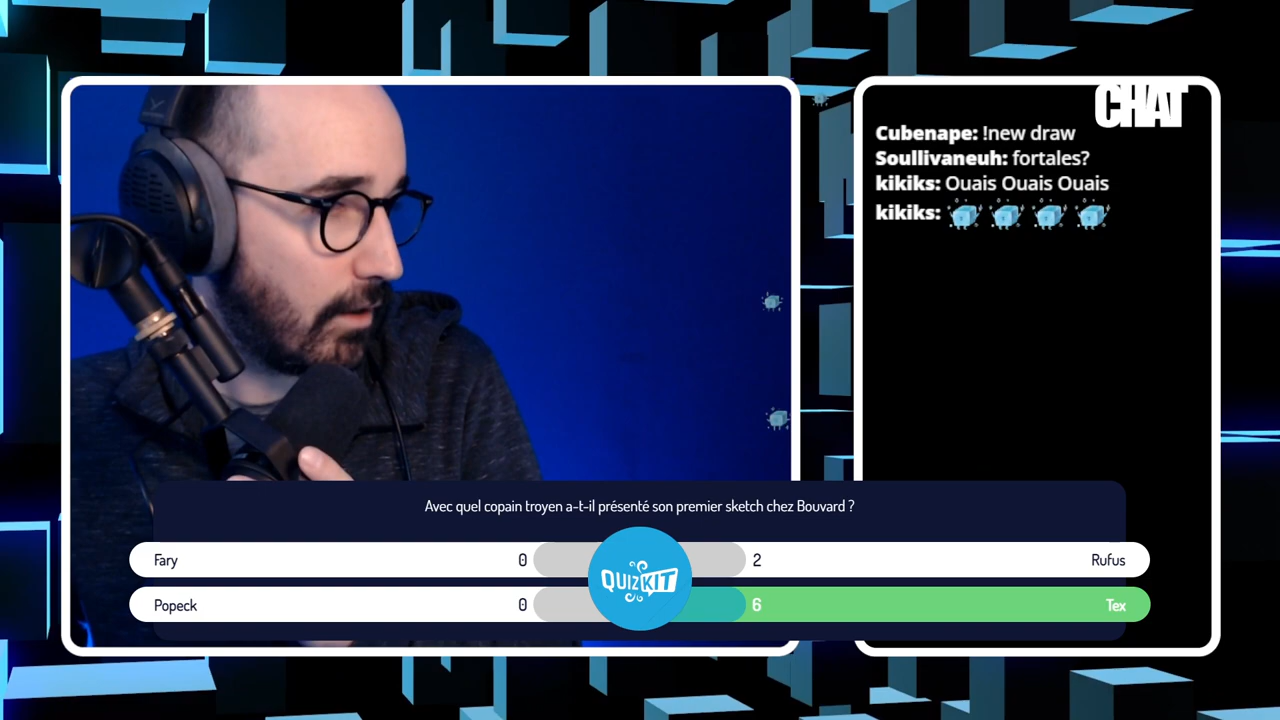 CHAT
Cubenape: !new draw
Soullivaneuh: fortales?
kikiks: Ouais Ouais Ouais
kikiks:
Avec quel copain troyen a-t-il présenté son premier sketch chez Bouvard ?
Fary 0 2 Rufus
QUIZKIT
Popeck 0 6 Tex